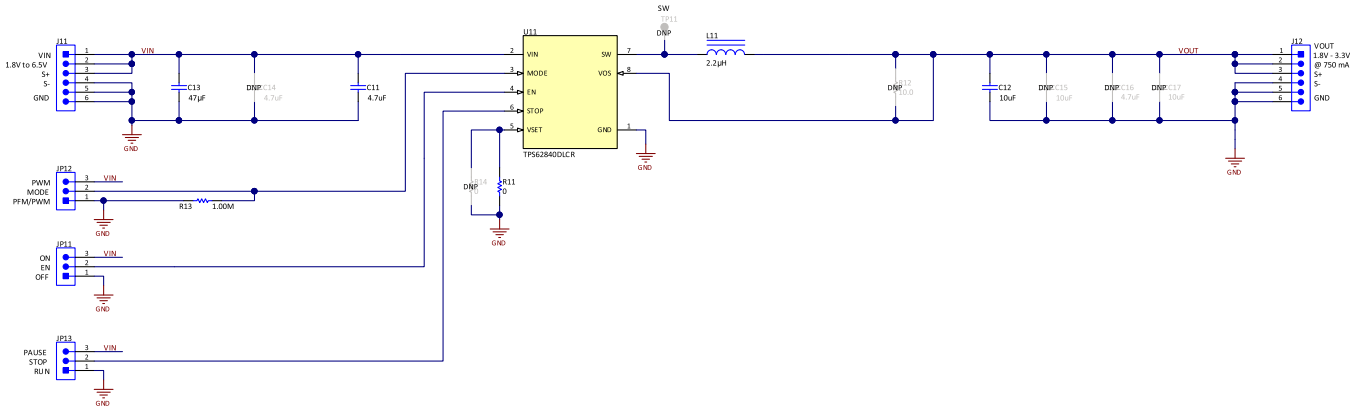 SW
TP11
DNP
J11
VIN
1.8V to 6.5V
S+
S-
GND
1
2
3
4
5
6
VIN
C13
47µF
DNP
C14
4.7uF
C11
4.7uF
GND
U11
2 VIN
3 MODE
4 EN
6 STOP
5 VSET
SW 7
VOS 8
GND 1
TPS62840DLCR
GND
L11
2.2µH
DNP
R12
10.0
C12
10uF
DNP
C15
10uF
DNP
C16
4.7uF
DNP
C17
10uF
VOUT
J12
1
2
3
4
5
6
VOUT
1.8V - 3.3V
@ 750 mA
S+
S-
GND
GND
DNP
R14
0
R11
0
GND
JP12
PWM 3 VIN
MODE 2
PFM/PWM 1
R13 1.00M
GND
JP11
ON 3 VIN
EN 2
OFF 1
GND
JP13
PAUSE 3 VIN
STOP 2
RUN 1
GND